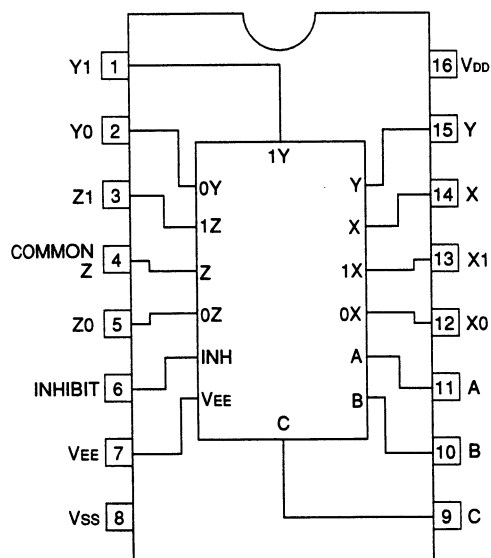 Y1 1
16 VDD
Y0 2
15 Y
1Y
0Y
Y
Z1 3
14 X
1Z
X
COMMON
Z 4
13 X1
Z
1X
Z0 5
12 X0
0Z
0X
INHIBIT 6
11 A
INH
A
VEE
B
C
VEE 7
10 B
VSS 8
9 C